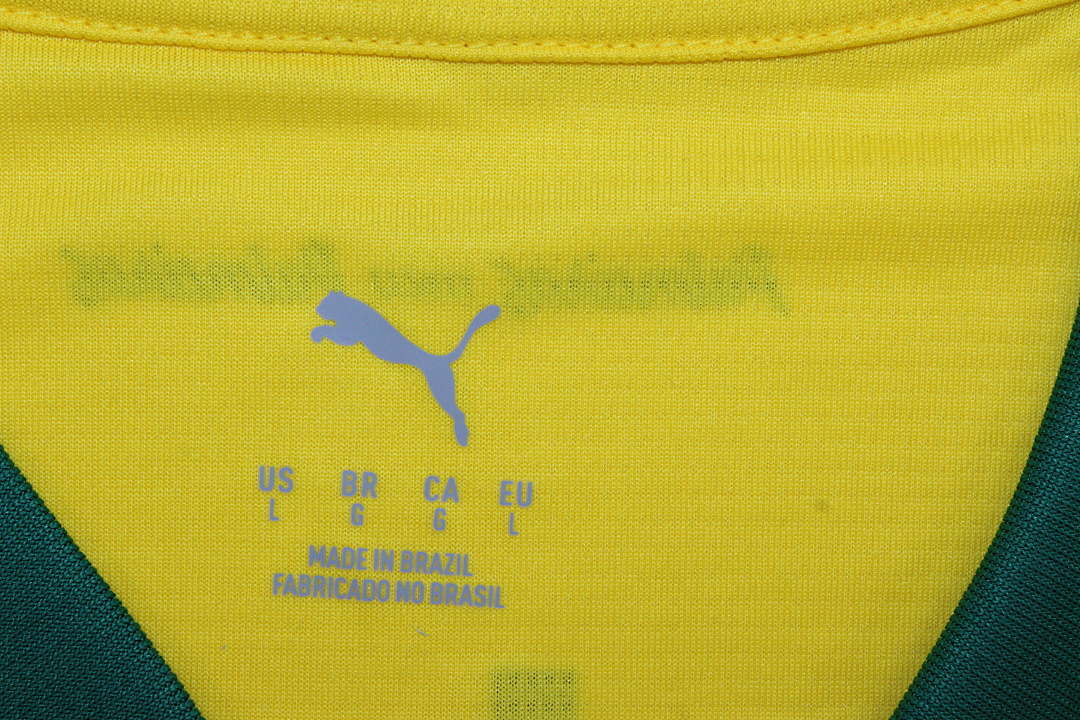 US BR CA EU
L G G L
MADE IN BRAZIL
FABRICADO NO BRASIL